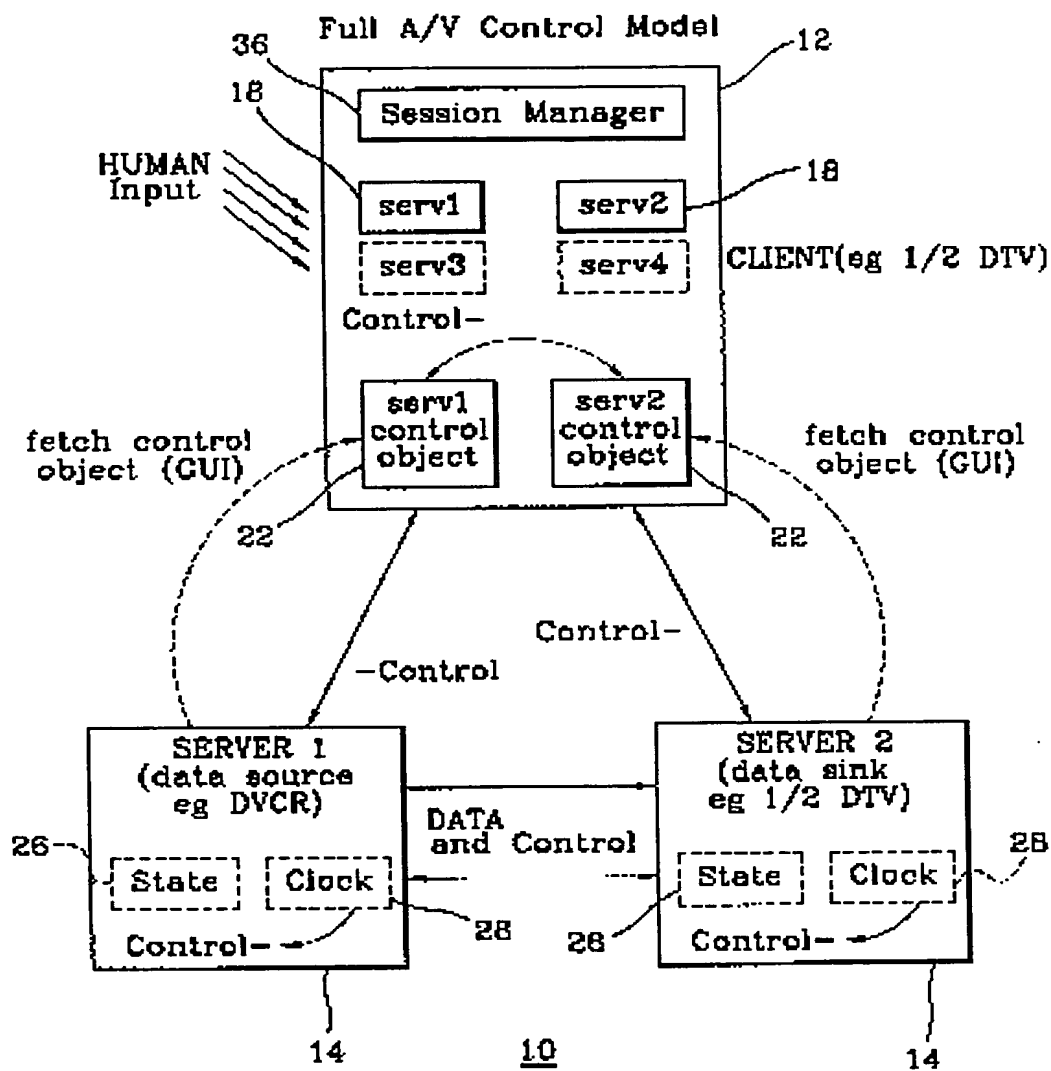 Full A/V Control Model
36
12
18
Session Manager
HUMAN
Input
18
serv1
serv2
serv3
serv4
CLIENT(eg 1/2 DTV)
Control-
serv1
control
object
serv2
control
object
fetch control
object (GUI)
fetch control
object (GUI)
22
22
Control-
-Control
SERVER 1
(data source
eg DVCR)
SERVER 2
(data sink
eg 1/2 DTV)
DATA
and Control
26
State
Clock
State
Clock
28
28
26
Control-
Control-
14
10
14